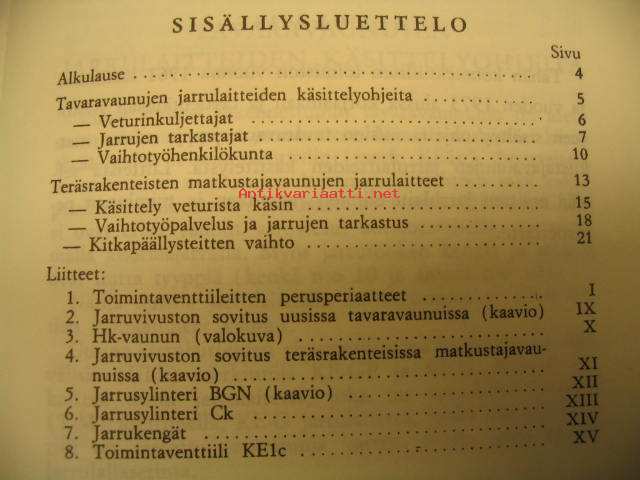 SISÄLLYSLUETTELO
Sivu
Alkulause 4
Tavaravaunujen jarrulaitteiden käsittelyohjeita 5
— Veturinkuljettajat 6
— Jarrujen tarkastajat 7
— Vaihtotyöhenkilökunta 10
Teräsrakenteisten matkustajavaunujen jarrulaitteet 13
Antikvariaatti.net
— Käsittely veturista käsin 15
— Vaihtotyöpalvelus ja jarrujen tarkastus 18
— Kitkapäällysteitten vaihto 21
Liitteet:
1. Toimintaventtiileitten perusperiaatteet I
2. Jarruvivuston sovitus uusissa tavaravaunuissa (kaavio) IX
3. Hk-vaunun (valokuva) X
4. Jarruvivuston sovitus teräsrakenteisissa matkustajavau-
nuissa (kaavio) XI
5. Jarrusylinteri BGN (kaavio) XII
6. Jarrusylinteri Ck XIII
7. Jarrukengät XIV
8. Toimintaventtiili KE1c XV